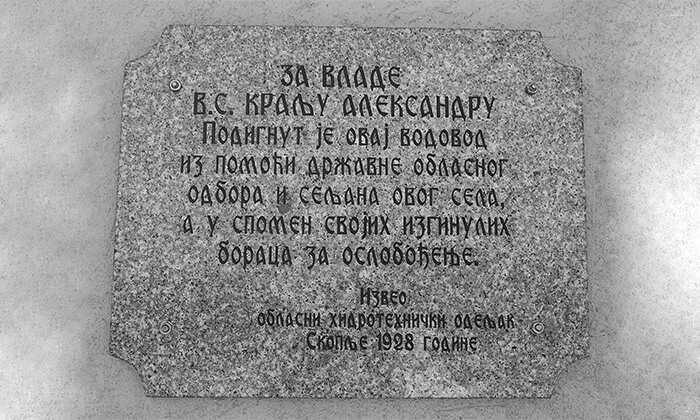 ЗА ВЛАДЕ
В.С. КРАЉУ АЛЕКСАНДРУ
Подигнут је овај водовод
из помоћи државне обласног
одбора и сељана овог села,
а у спомен својих изгинулих
бораца за ослобођење.
Извео
обласни хидротехнички одељак
Скопље 1928 године